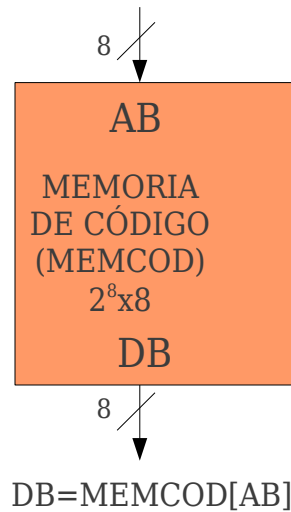 8
AB
MEMORIA
DE CÓDIGO
(MEMCOD)
2⁸x8
DB
8
DB=MEMCOD[AB]